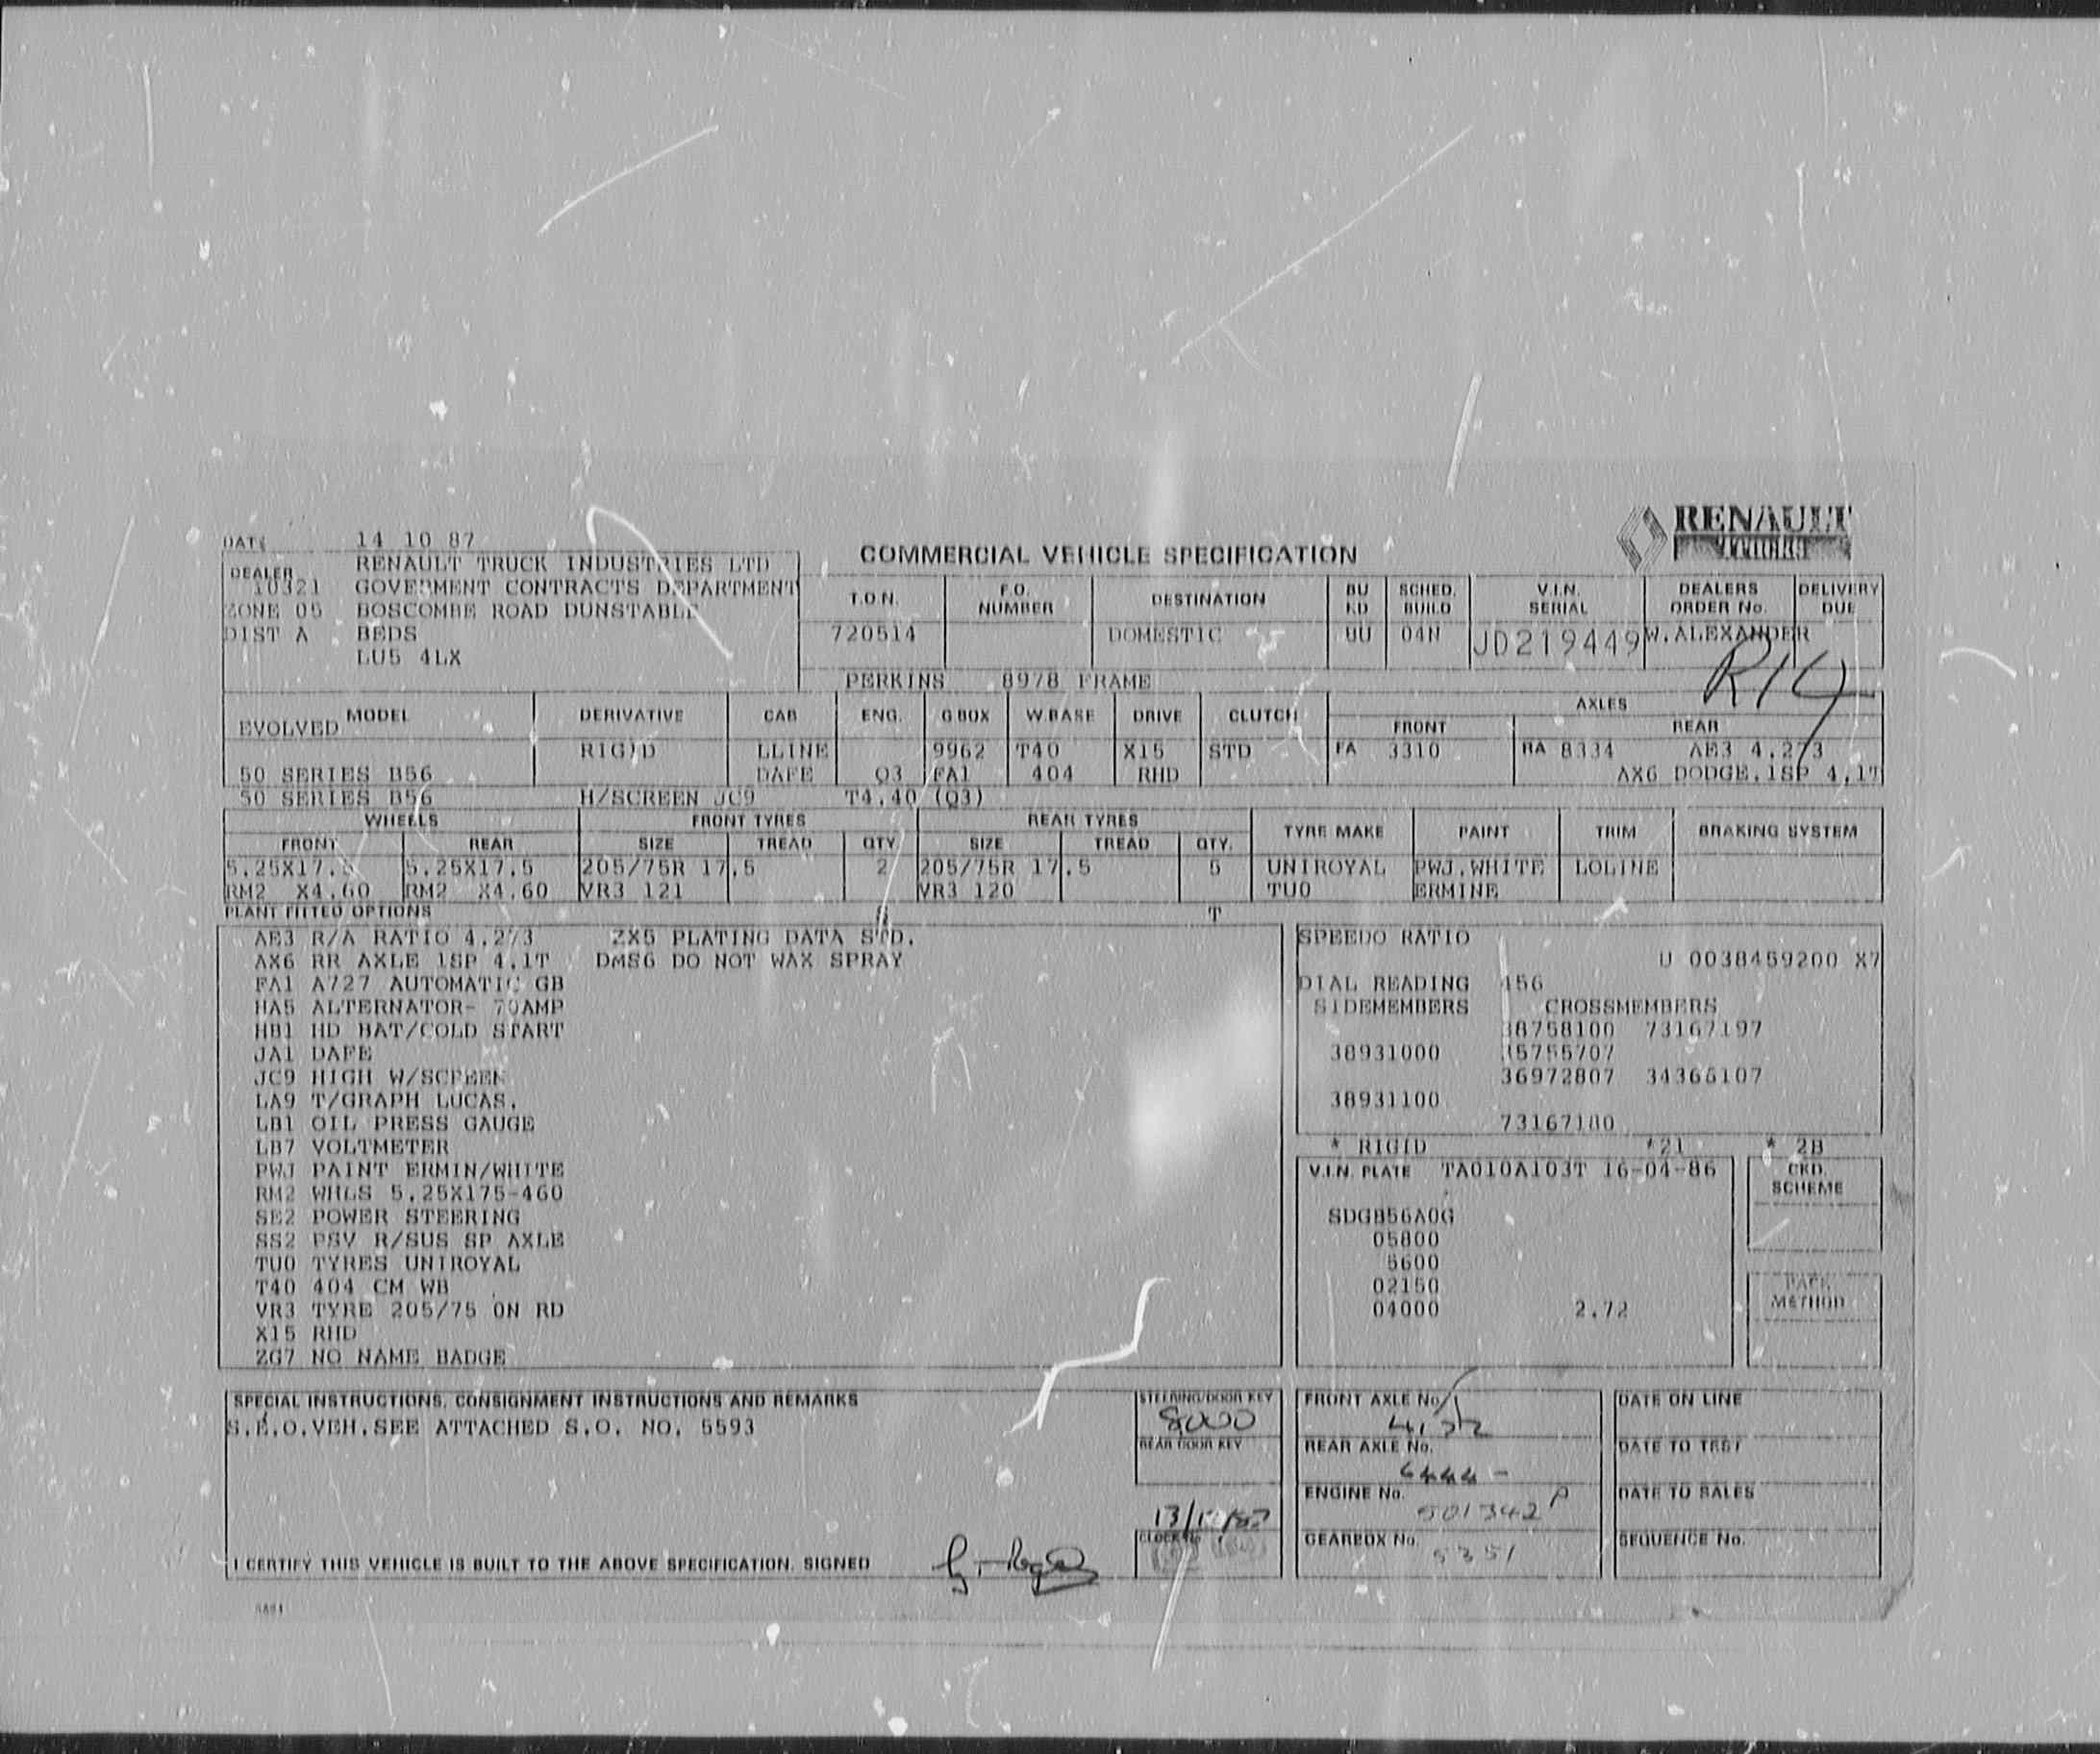 RENAULT
TRUCKS
DATE 14 10 87
COMMERCIAL VEHICLE SPECIFICATION
DEALER RENAULT TRUCK INDUSTRIES LTD
10321 GOVERMENT CONTRACTS DEPARTMENT
ZONE 05 BOSCOMBE ROAD DUNSTABLE
DIST A BEDS
LU5 4LX
T.O.N. F.O. NUMBER DESTINATION BU KD SCHED. BUILD V.I.N. SERIAL DEALERS ORDER No. DELIVERY DUE
720514 DOMESTIC UU 04N JD219449 W.ALEXANDER
R14
PERKINS 8978 FRAME
MODEL DERIVATIVE CAB ENG. G BOX W.BASE DRIVE CLUTCH AXLES
EVOLVED FRONT REAR
RIGID LLINE 9962 T40 X15 STD FA 3310 RA 8334 AE3 4.273
50 SERIES B56 DAFE Q3 FA1 404 RHD AX6 DODGE.1SP 4.1T
50 SERIES B56 H/SCREEN JC9 T4.40 (Q3)
WHEELS FRONT TYRES REAR TYRES TYRE MAKE PAINT TRIM BRAKING SYSTEM
FRONT REAR SIZE TREAD QTY SIZE TREAD QTY.
5.25X17.5 5.25X17.5 205/75R 17.5 2 205/75R 17.5 5 UNIROYAL PWJ.WHITE LOLINE
RM2 X4.60 RM2 X4.60 VR3 121 VR3 120 TU0 ERMINE
PLANT FITTED OPTIONS T
AE3 R/A RATIO 4.273 ZX5 PLATING DATA STD.
AX6 RR AXLE 1SP 4.1T DMS6 DO NOT WAX SPRAY
FA1 A727 AUTOMATIC GB
HA5 ALTERNATOR- 70AMP
HB1 HD BAT/COLD START
JA1 DAFE
JC9 HIGH W/SCREEN
LA9 T/GRAPH LUCAS.
LB1 OIL PRESS GAUGE
LB7 VOLTMETER
PWJ PAINT ERMIN/WHITE
RM2 WHLS 5.25X175-460
SE2 POWER STEERING
SS2 PSV R/SUS SP AXLE
TU0 TYRES UNIROYAL
T40 404 CM WB
VR3 TYRE 205/75 ON RD
X15 RHD
ZG7 NO NAME BADGE
SPEEDO RATIO
U 0038459200 X7
DIAL READING 456
SIDEMEMBERS CROSSMEMBERS
73167197
38931000
36972807 34366107
38931100
73167100
* RIGID *21 * 2B
V.I.N. PLATE TA010A103T 16-04-86
SDGB56A0G
05800
5600
02150
04000 2.72
CKD. SCHEME
PACK METHOD
SPECIAL INSTRUCTIONS, CONSIGNMENT INSTRUCTIONS AND REMARKS
S.E.O.VEH.SEE ATTACHED S.O. NO. 5593
STEERING/DOOR KEY
8000
REAR DOOR KEY
13/10/87
CLOCK No
FRONT AXLE No.
REAR AXLE No.
6444 -
ENGINE No.
501342 P
GEARBOX No.
5351
DATE ON LINE
DATE TO TEST
DATE TO SALES
SEQUENCE No.
I CERTIFY THIS VEHICLE IS BUILT TO THE ABOVE SPECIFICATION. SIGNED